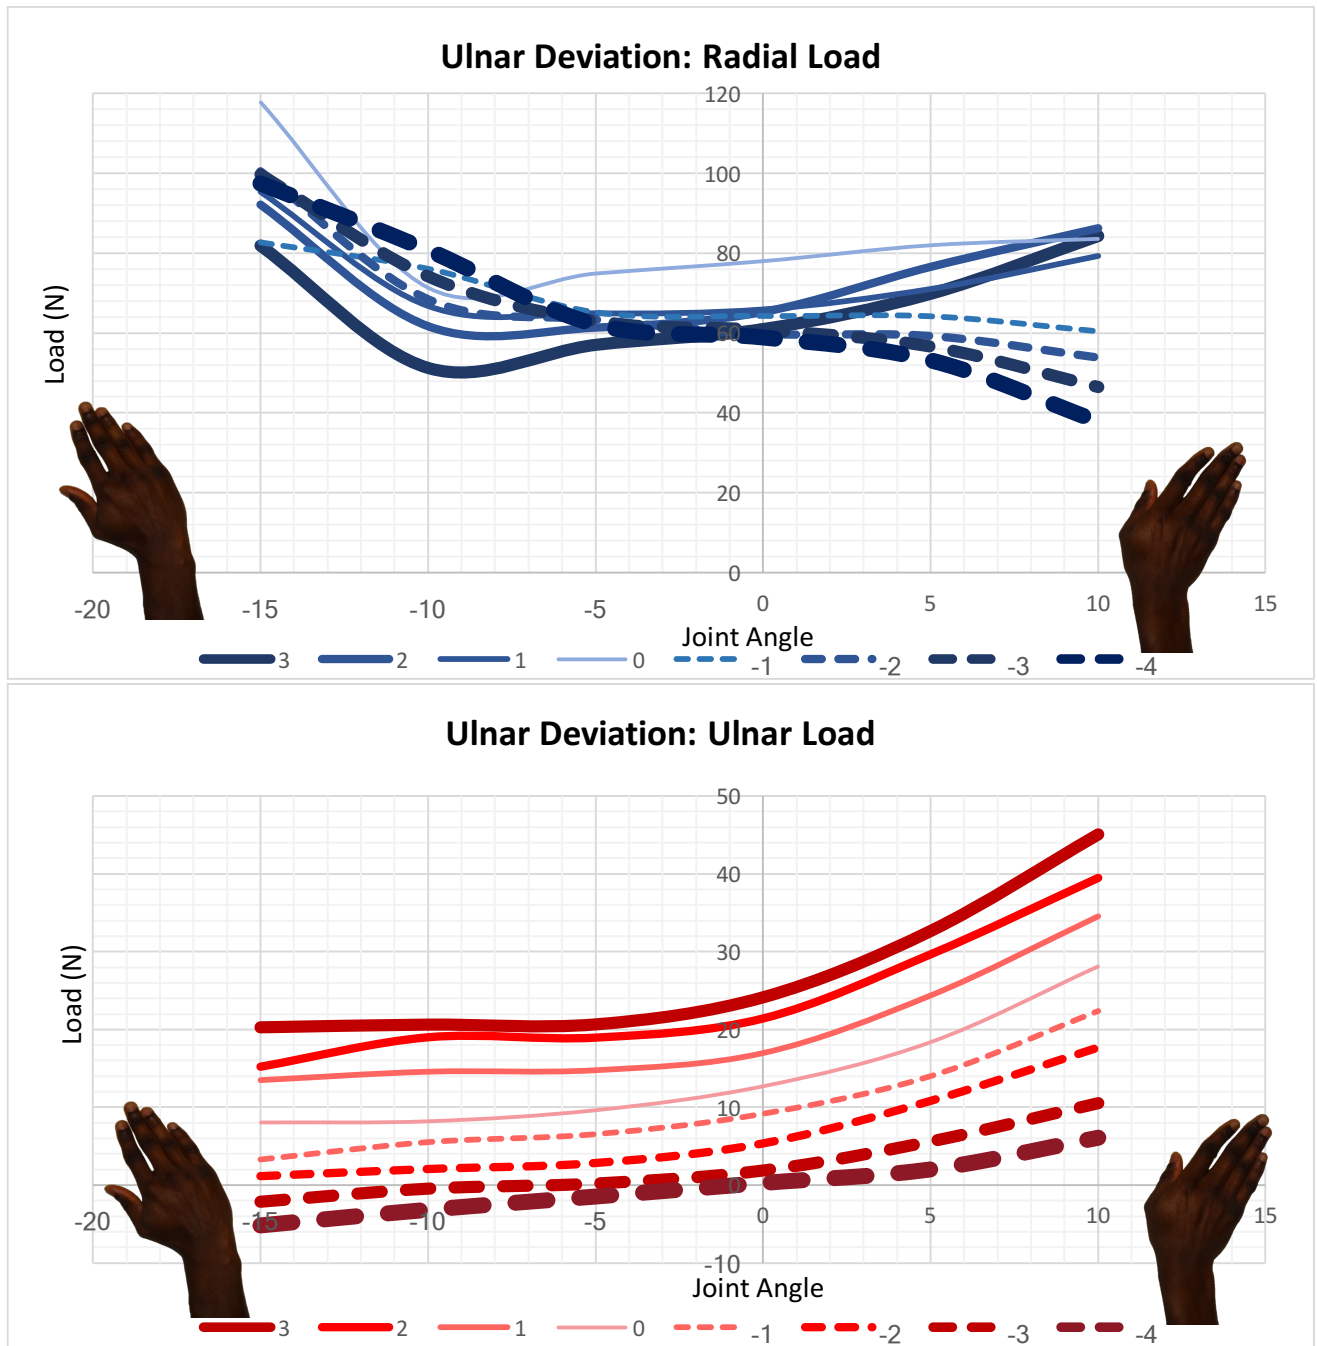 Ulnar Deviation: Radial Load
120
100
80
60
40
20
0
Load (N)
-20 -15 -10 -5 0 5 10 15
Joint Angle
3 2 1 0 -1 -2 -3 -4
Ulnar Deviation: Ulnar Load
50
40
30
20
10
0
-10
Load (N)
-20 -15 -10 -5 0 5 10 15
Joint Angle
3 2 1 0 -1 -2 -3 -4